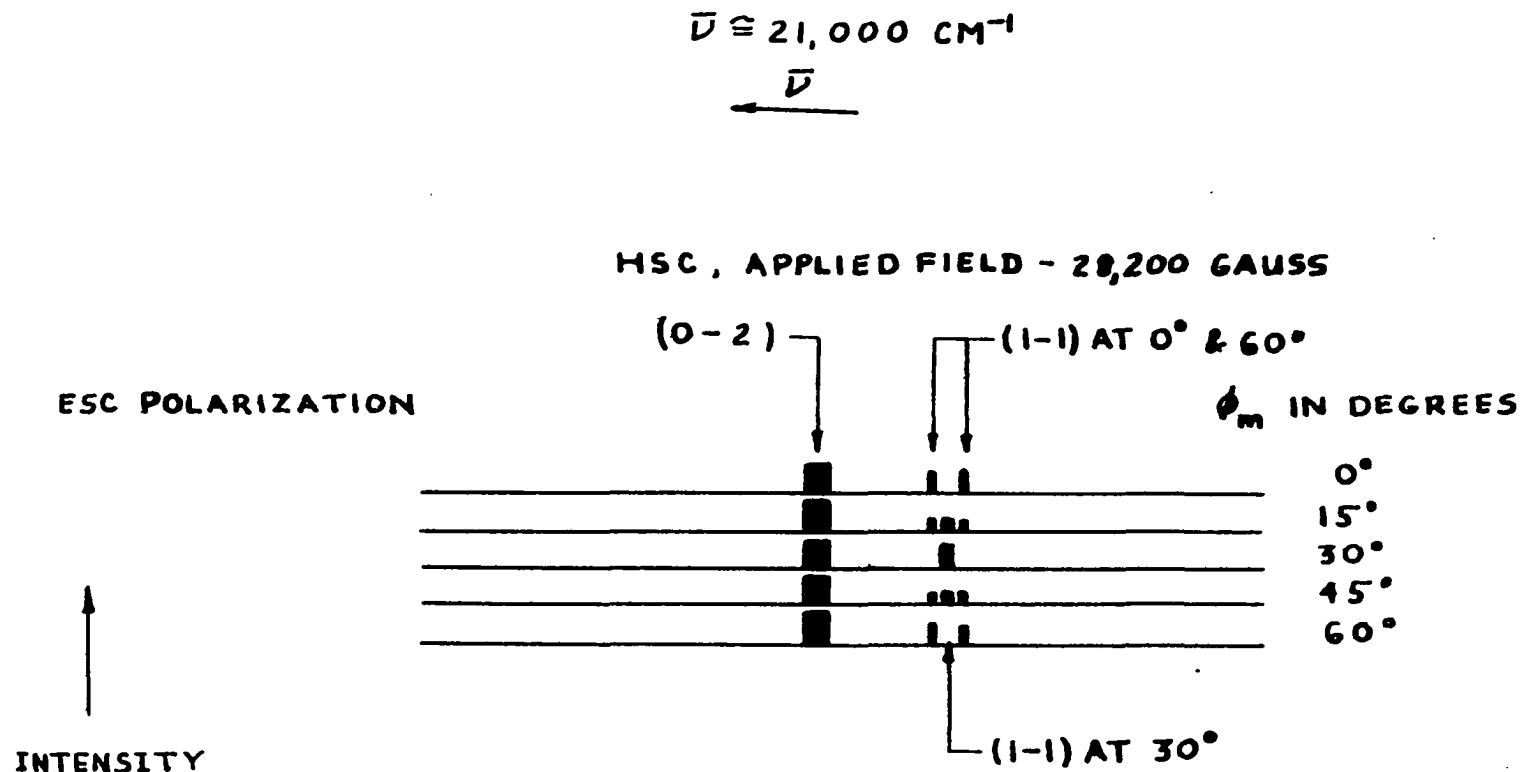 ν̅ ≅ 21,000 CM⁻¹
ν̅
HSC, APPLIED FIELD - 28,200 GAUSS
(0-2)
(1-1) AT 0° & 60°
ESC POLARIZATION
ϕm IN DEGREES
0°
15°
30°
45°
60°
(1-1) AT 30°
INTENSITY